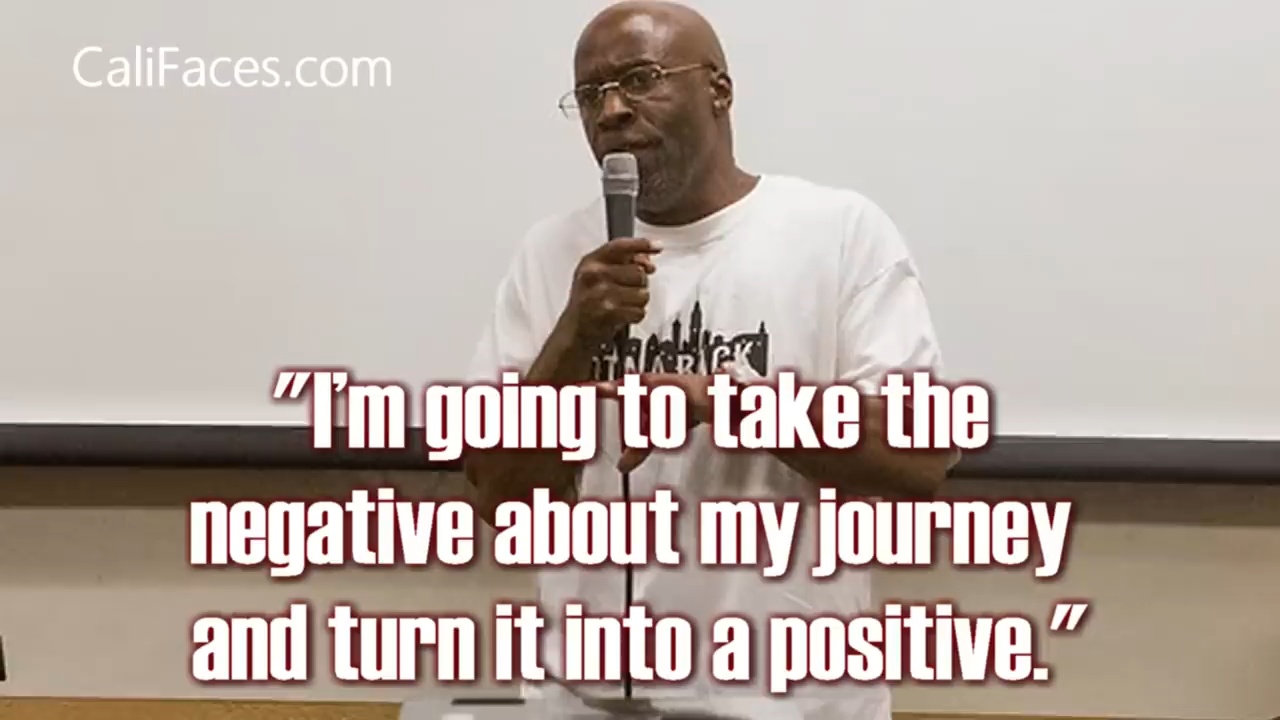 CaliFaces.com
"I'm going to take the
negative about my journey
and turn it into a positive."